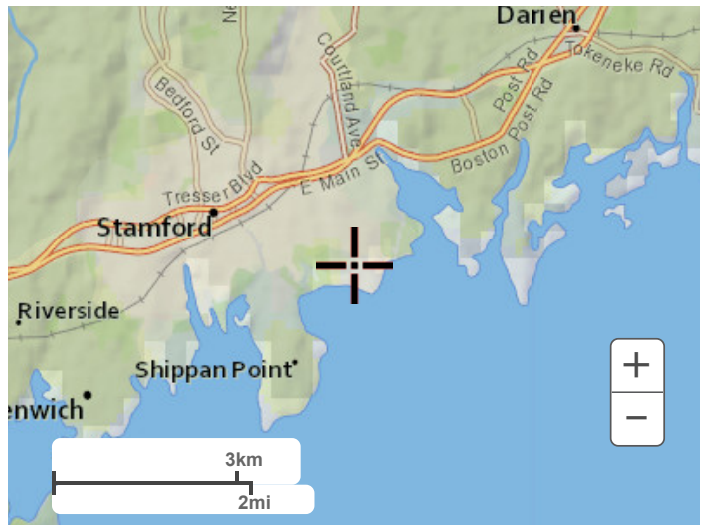 Darien
Ne
Courtland Ave
Tokeneke Rd
Post Rd
Bedford St
Boston Post Rd
E Main St
Tresser Blvd
Stamford
Riverside
Shippan Point
enwich
+
−
3km
2mi